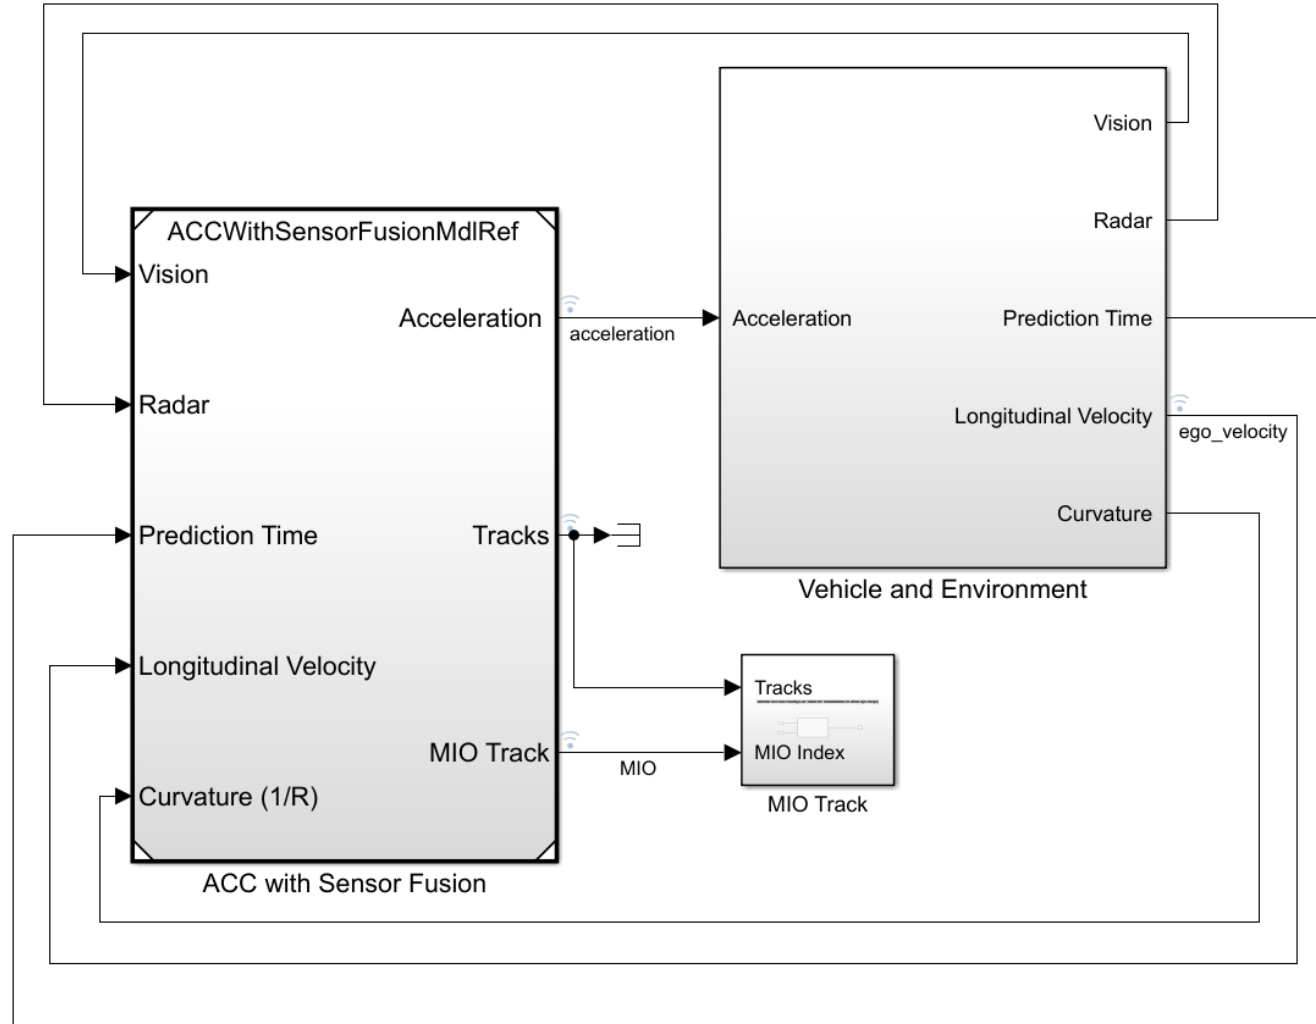 ACCWithSensorFusionMdlRef
Vision
Radar
Prediction Time
Longitudinal Velocity
Curvature (1/R)
Acceleration
Tracks
MIO Track
ACC with Sensor Fusion
acceleration
MIO
Acceleration
Vision
Radar
Prediction Time
Longitudinal Velocity
Curvature
Vehicle and Environment
ego_velocity
Tracks
MIO Index
MIO Track